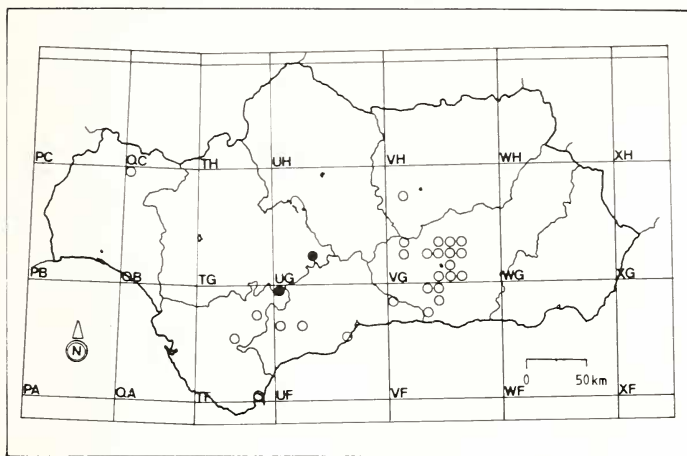 PC QC TH UH VH WH XH
PB QB TG UG VG WG XG
N
0 50 km
PA QA TF UF VF WF XF